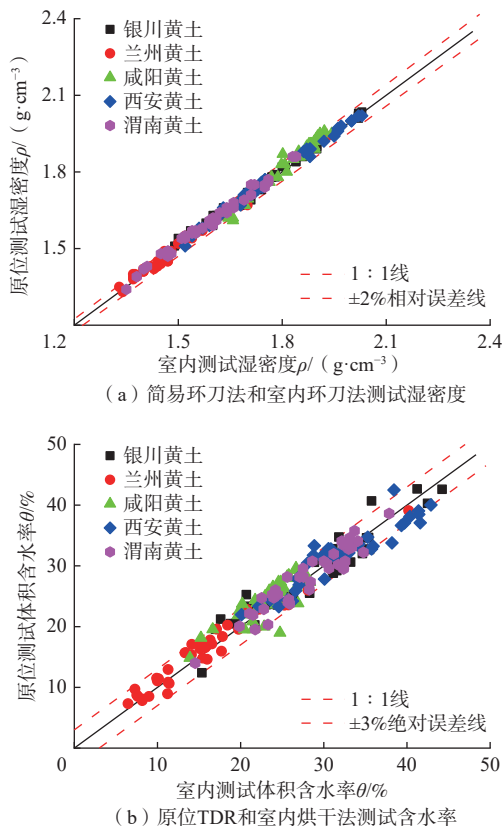 2.4
2.1
1.8
1.5
1.2
1.5
1.8
2.1
2.4
原位测试湿密度ρ/（g·cm⁻³）
银川黄土
兰州黄土
咸阳黄土
西安黄土
渭南黄土
1：1线
±2%相对误差线
室内测试湿密度ρ/（g·cm⁻³）
（a）简易环刀法和室内环刀法测试湿密度
50
40
30
20
10
0
10
20
30
40
50
原位测试体积含水率θ/%
银川黄土
兰州黄土
咸阳黄土
西安黄土
渭南黄土
1：1线
±3%绝对误差线
室内测试体积含水率θ/%
（b）原位TDR和室内烘干法测试含水率